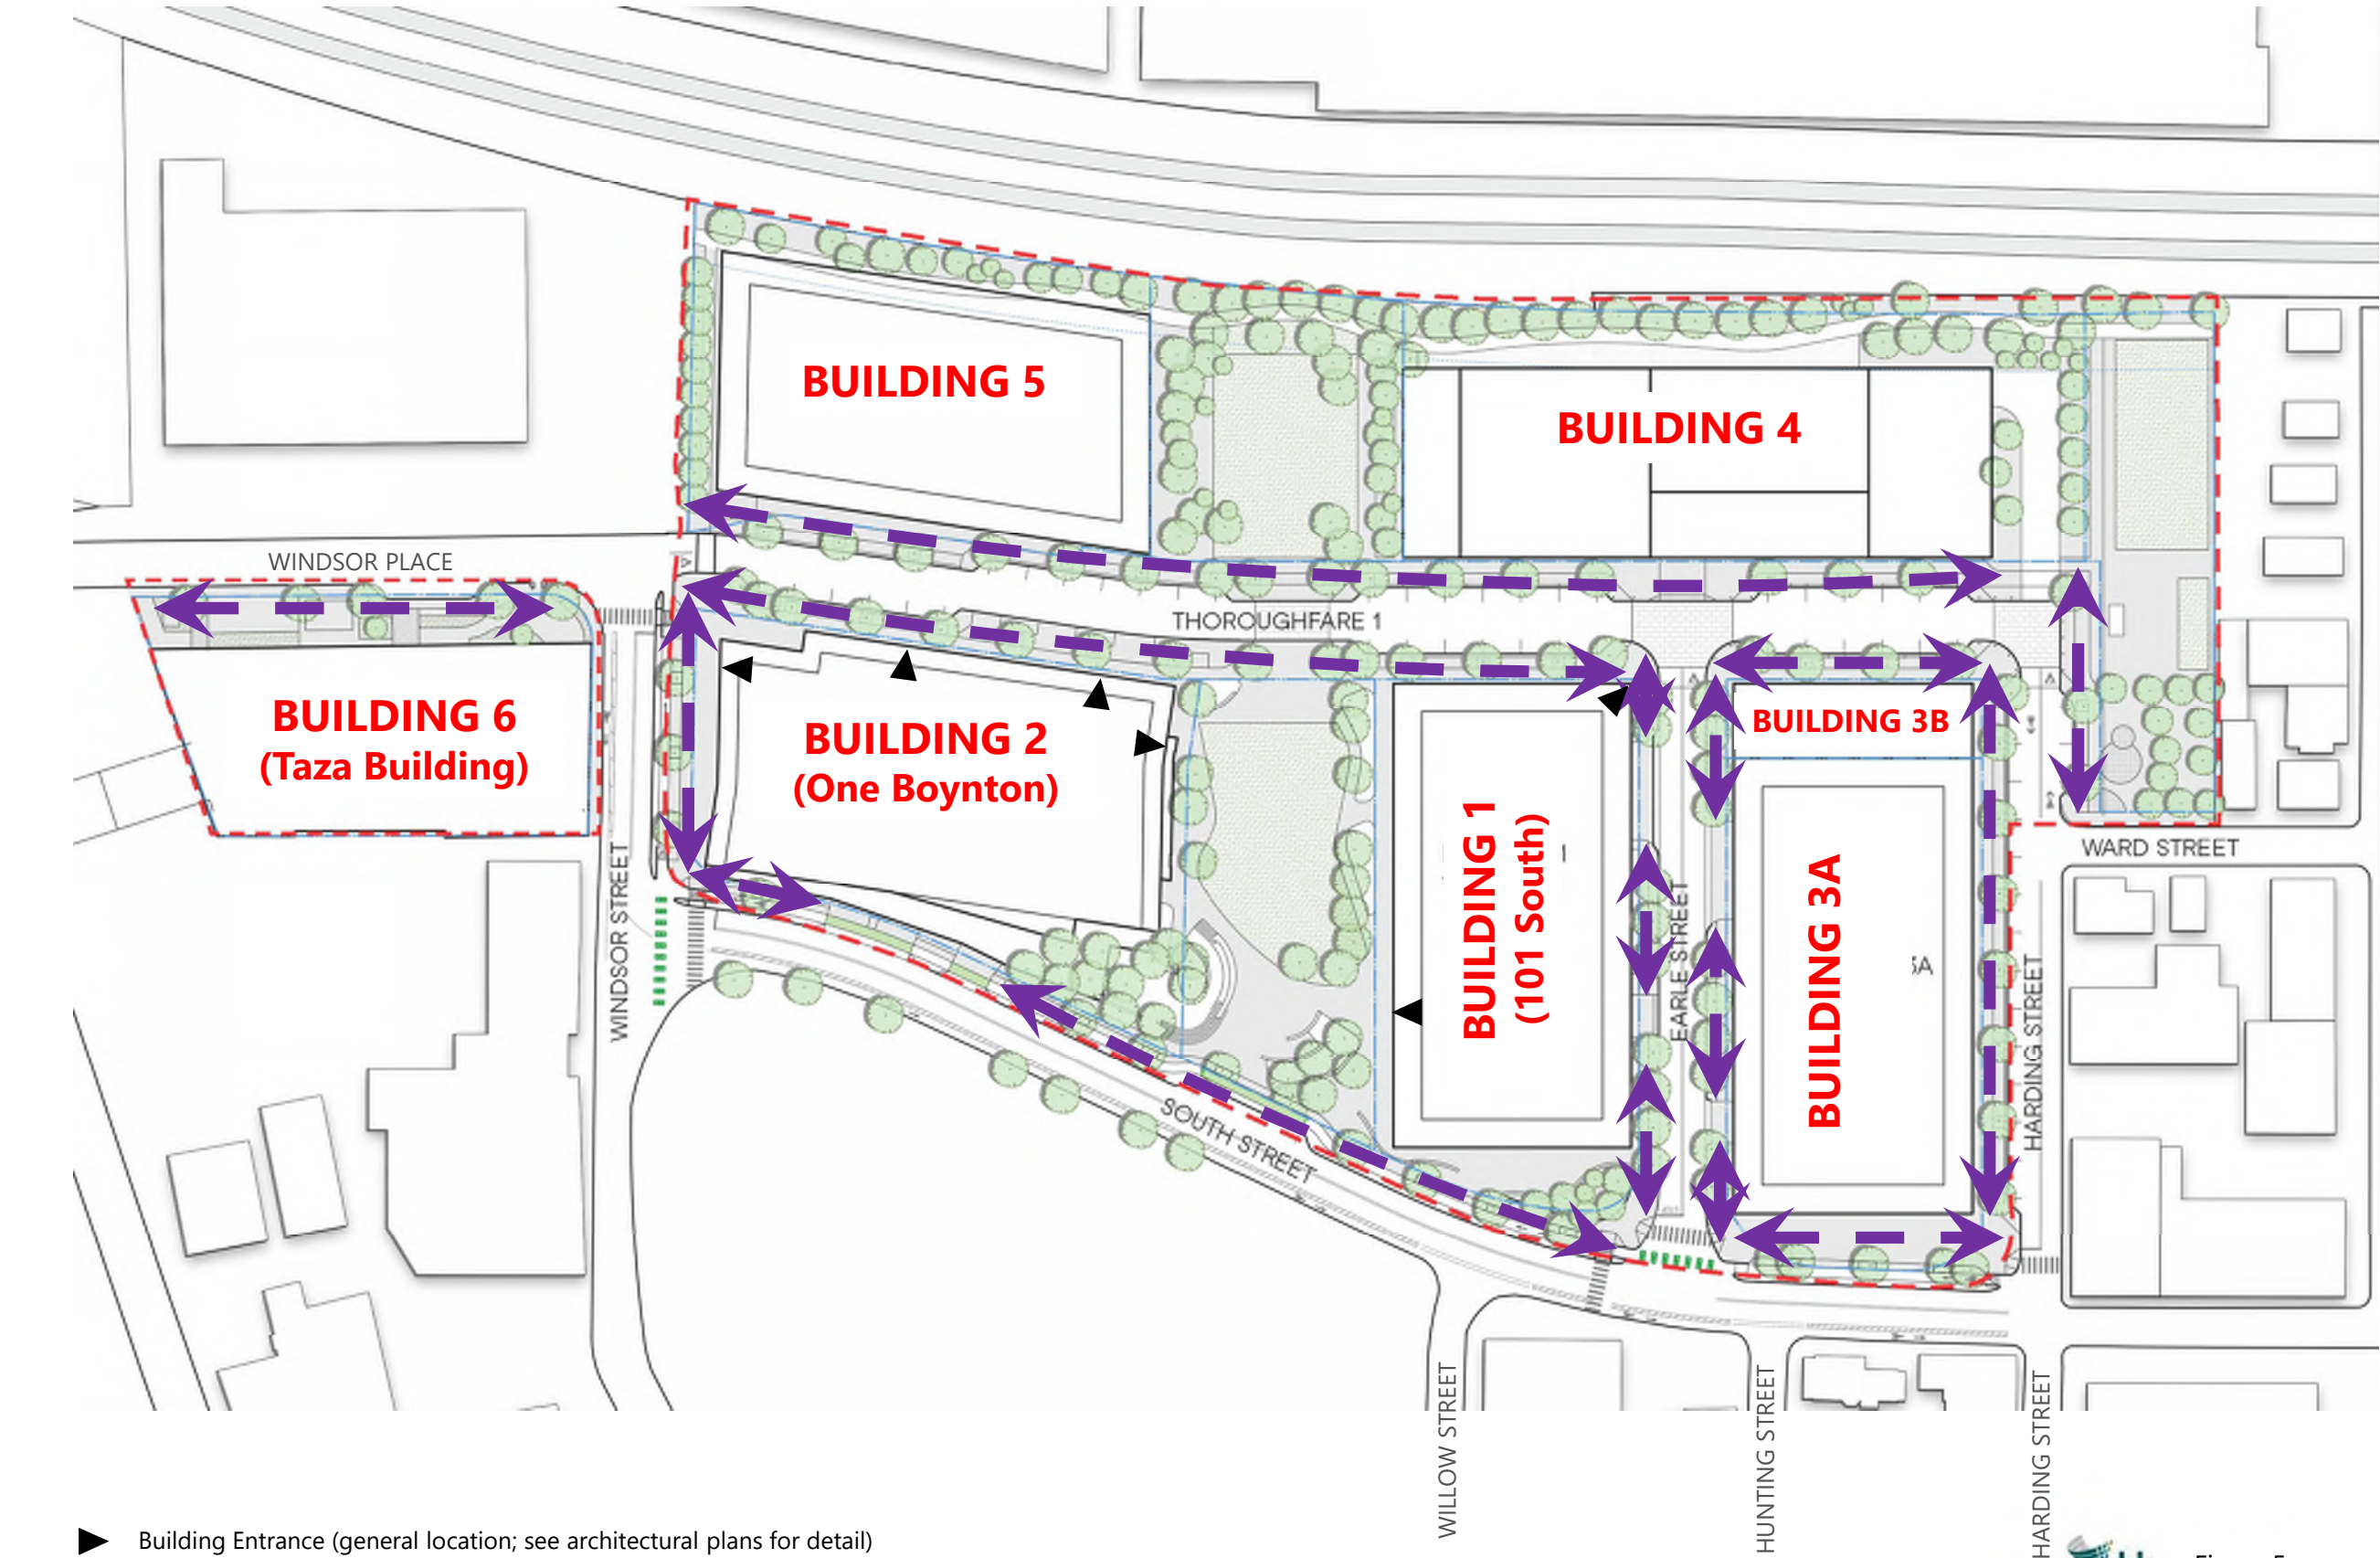 BUILDING 5
BUILDING 4
WINDSOR PLACE
THOROUGHFARE 1
BUILDING 6
(Taza Building)
BUILDING 2
(One Boynton)
BUILDING 3B
BUILDING 1
(101 South)
BUILDING 3A
WARD STREET
WINDSOR STREET
EARLE STREET
HARDING STREET
SOUTH STREET
WILLOW STREET
HUNTING STREET
HARDING STREET
Building Entrance (general location; see architectural plans for detail)